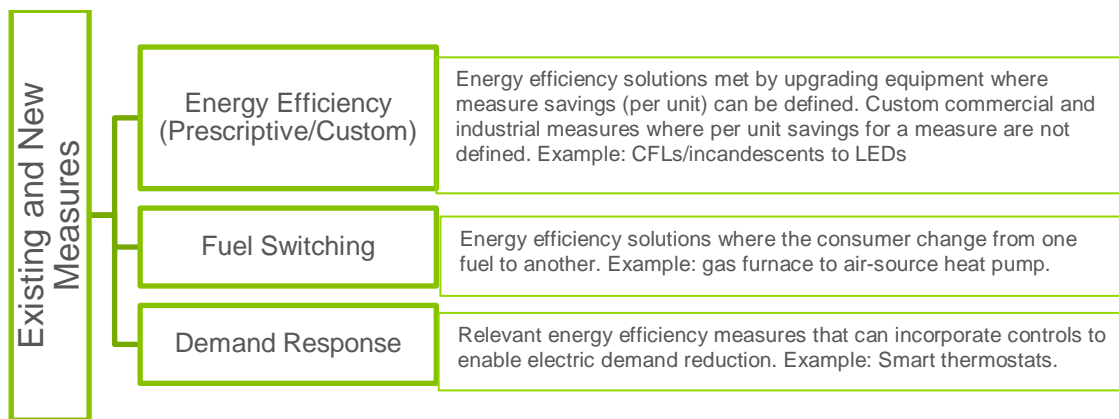 Existing and New
Measures
Energy Efficiency
(Prescriptive/Custom)
Energy efficiency solutions met by upgrading equipment where
measure savings (per unit) can be defined. Custom commercial and
industrial measures where per unit savings for a measure are not
defined. Example: CFLs/incandescents to LEDs
Fuel Switching
Energy efficiency solutions where the consumer change from one
fuel to another. Example: gas furnace to air-source heat pump.
Demand Response
Relevant energy efficiency measures that can incorporate controls to
enable electric demand reduction. Example: Smart thermostats.